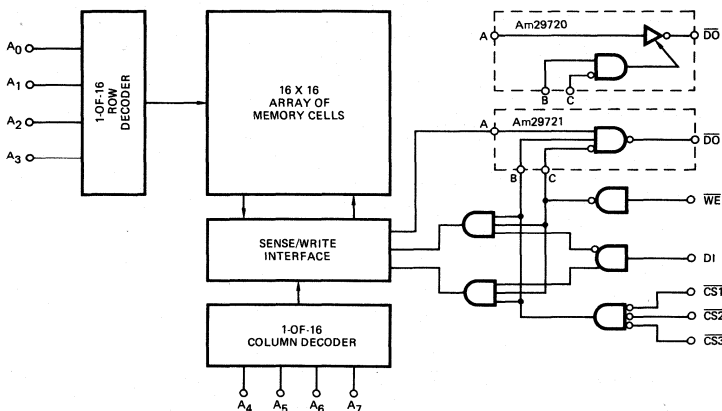 A0
A1
A2
A3
1-OF-16
ROW
DECODER
16 X 16
ARRAY OF
MEMORY CELLS
SENSE/WRITE
INTERFACE
1-OF-16
COLUMN DECODER
A4
A5
A6
A7
Am29720
A
B
C
DO
Am29721
A
B
C
DO
WE
DI
CS1
CS2
CS3